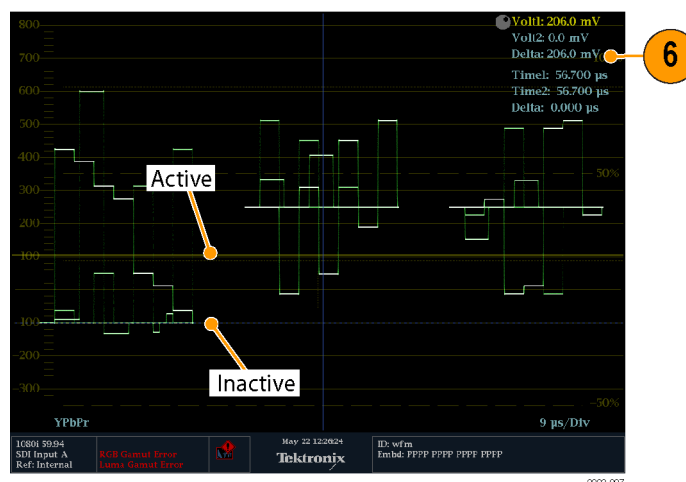 800
700
600
500
400
300
200
100
-100
-200
-300
Volt1: 206.0 mV
Volt2: 0.0 mV
Delta: 206.0 mV
Time1: 56.700 µs
Time2: 56.700 µs
Delta: 0.000 µs
6
50%
-50%
Active
Inactive
YPbPr
9 µs/Div
1080i 59.94
SDI Input A
Ref: Internal
RGB Gamut Error
Luma Gamut Error
May 22 12:26:24
Tektronix
ID: wfm
Embd: PPPP PPPP PPPP PPPP